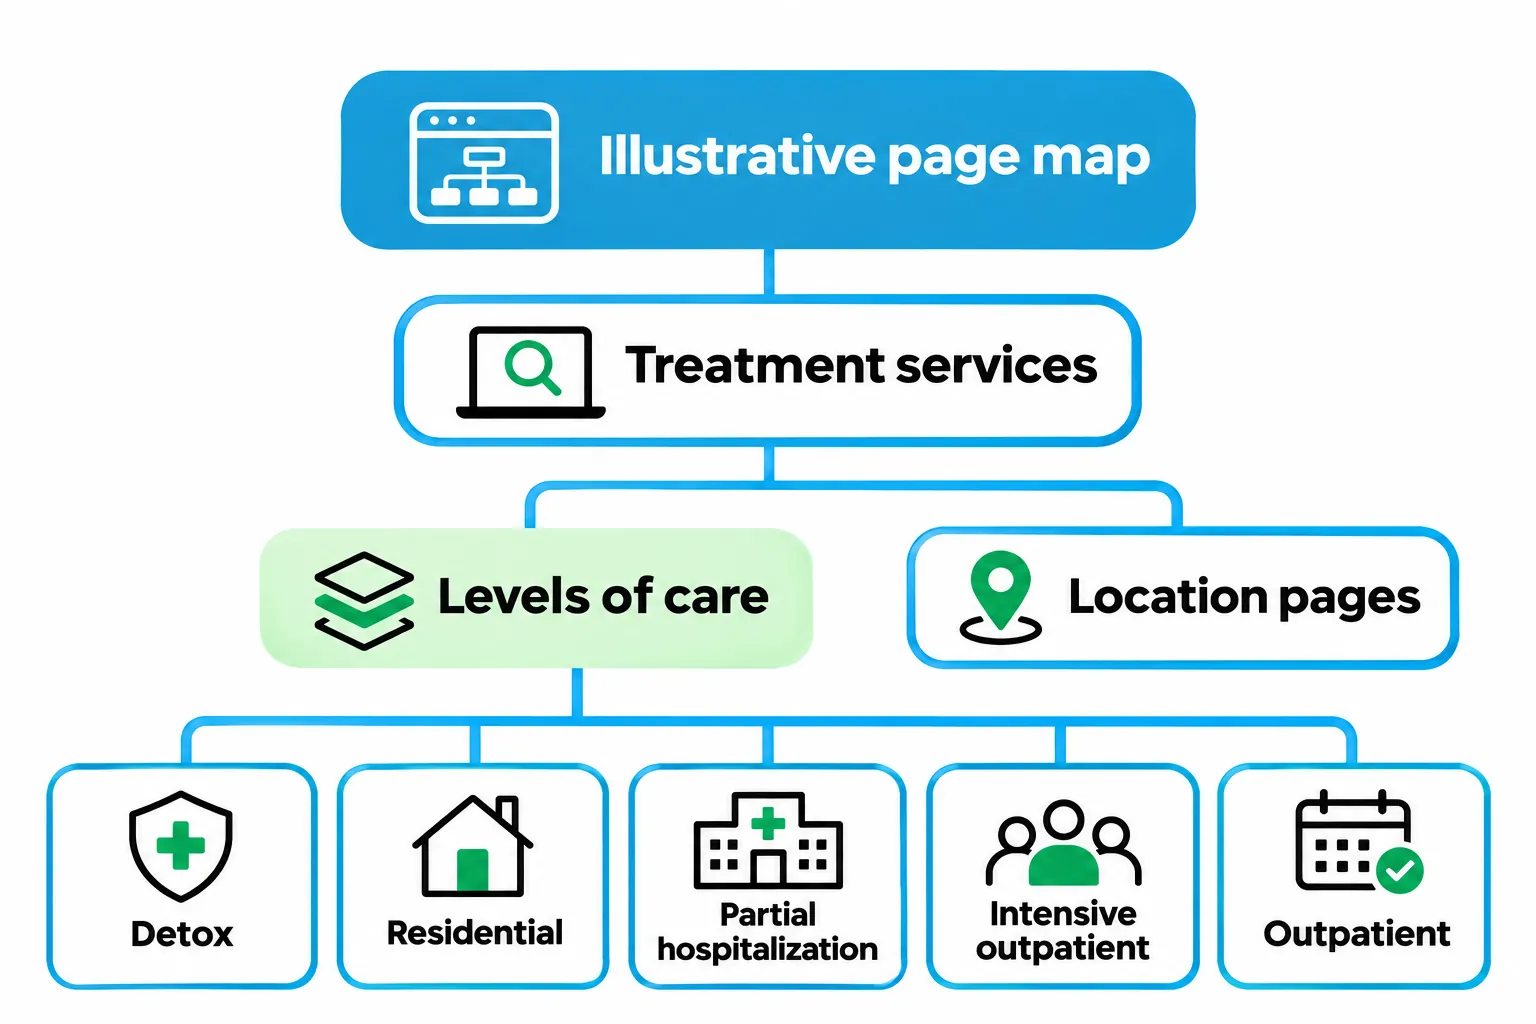 Illustrative page map
Treatment services
Levels of care
Location pages
Detox
Residential
Partial
hospitalization
Intensive
outpatient
Outpatient